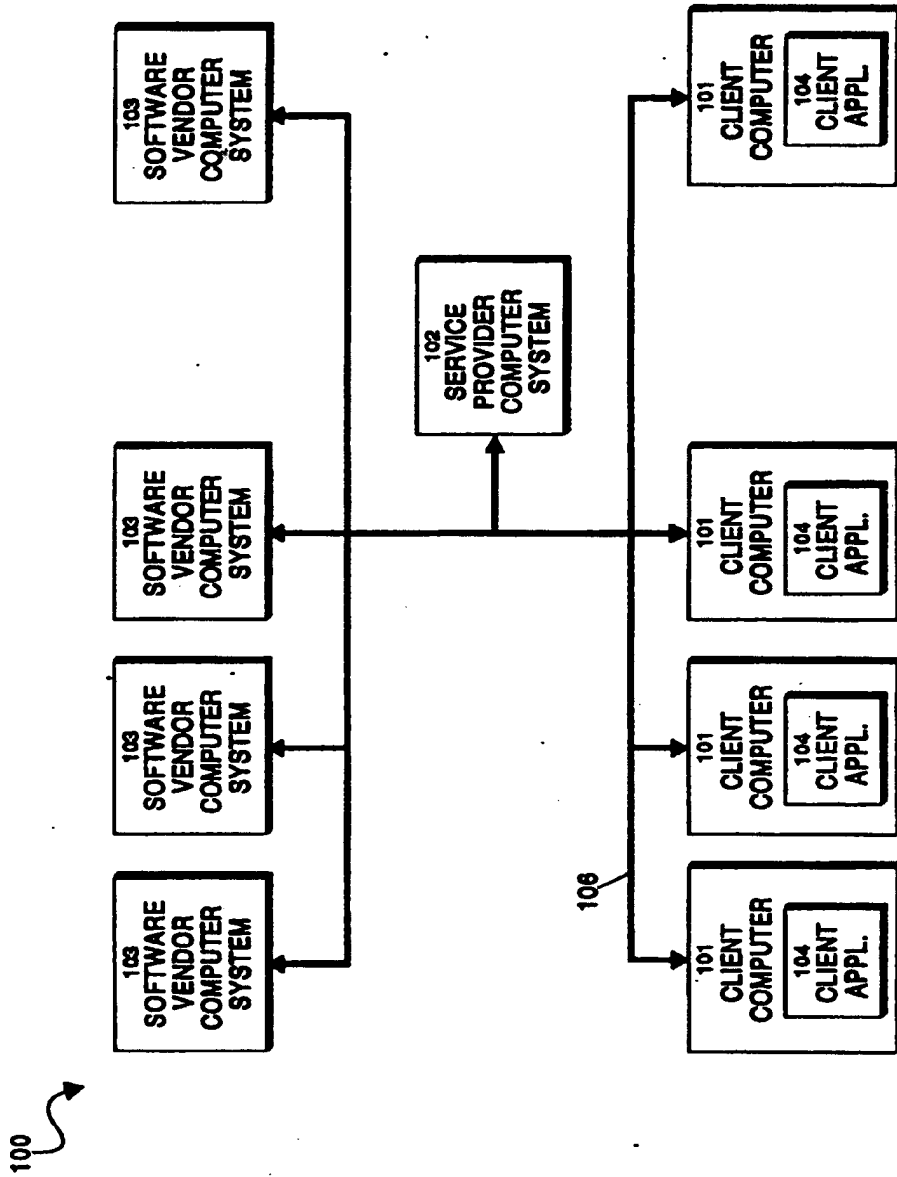 100
103
SOFTWARE
VENDOR
COMPUTER
SYSTEM
103
SOFTWARE
VENDOR
COMPUTER
SYSTEM
103
SOFTWARE
VENDOR
COMPUTER
SYSTEM
103
SOFTWARE
VENDOR
COMPUTER
SYSTEM
102
SERVICE
PROVIDER
COMPUTER
SYSTEM
106
101
CLIENT
COMPUTER
104
CLIENT
APPL.
101
CLIENT
COMPUTER
104
CLIENT
APPL.
101
CLIENT
COMPUTER
104
CLIENT
APPL.
101
CLIENT
COMPUTER
104
CLIENT
APPL.